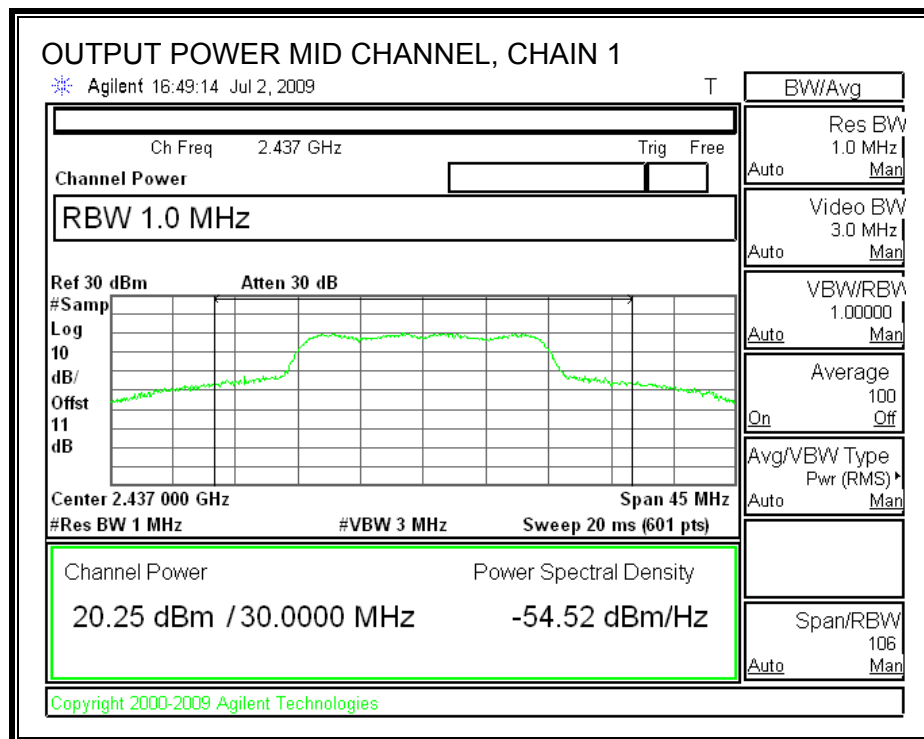 OUTPUT POWER MID CHANNEL, CHAIN 1
Agilent 16:49:14 Jul 2, 2009 T
Ch Freq 2.437 GHz Trig Free
Channel Power
RBW 1.0 MHz
Ref 30 dBm Atten 30 dB
#Samp
Log
10
dB/
Offst
11
dB
Center 2.437 000 GHz Span 45 MHz
#Res BW 1 MHz #VBW 3 MHz Sweep 20 ms (601 pts)
Channel Power Power Spectral Density
20.25 dBm / 30.0000 MHz -54.52 dBm/Hz
Copyright 2000-2009 Agilent Technologies
BW/Avg
Res BW
1.0 MHz
Auto Man
Video BW
3.0 MHz
Auto Man
VBW/RBW
1.00000
Auto Man
Average
100
On Off
Avg/VBW Type
Pwr (RMS)
Auto Man
Span/RBW
106
Auto Man